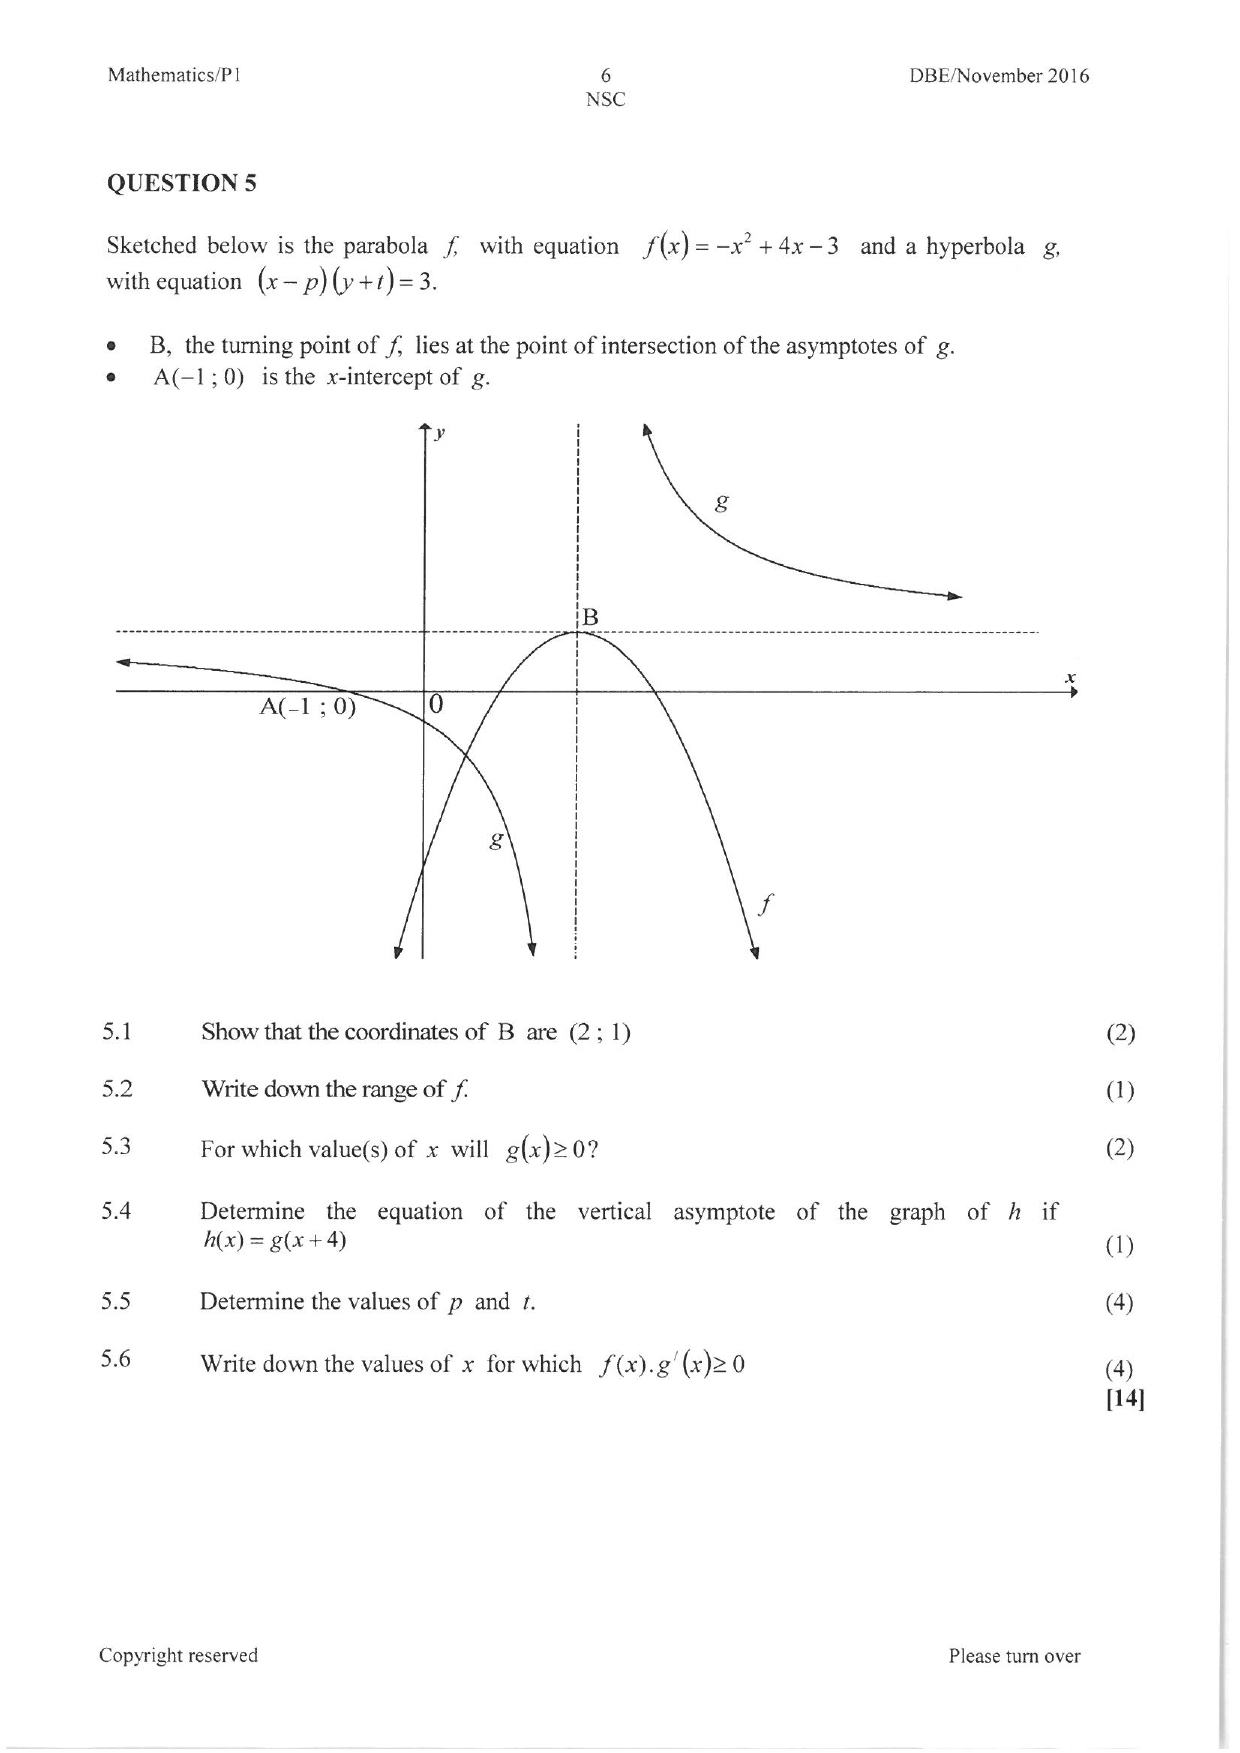 Mathematics/P1 6 DBE/November 2016
NSC
QUESTION 5
Sketched below is the parabola f, with equation f(x) = −x² + 4x − 3 and a hyperbola g,
with equation (x − p)(y + t) = 3.
• B, the turning point of f, lies at the point of intersection of the asymptotes of g.
• A(−1 ; 0) is the x-intercept of g.
y
g
B
x
A(−1 ; 0) 0
g
f
5.1 Show that the coordinates of B are (2 ; 1) (2)
5.2 Write down the range of f. (1)
5.3 For which value(s) of x will g(x) ≥ 0? (2)
5.4 Determine the equation of the vertical asymptote of the graph of h if
h(x) = g(x + 4) (1)
5.5 Determine the values of p and t. (4)
5.6 Write down the values of x for which f(x).g′(x) ≥ 0 (4)
[14]
Copyright reserved Please turn over